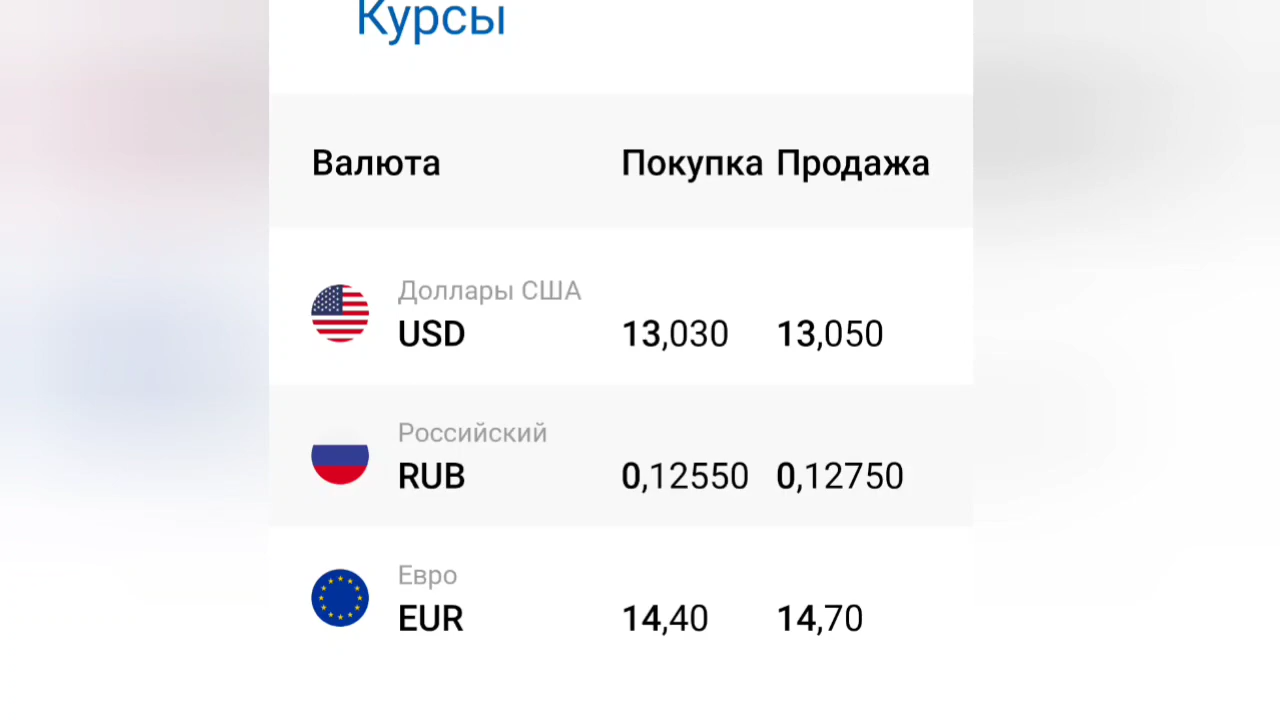 Курсы
Валюта Покупка Продажа
Доллары США
USD 13,030 13,050
Российский
RUB 0,12550 0,12750
Евро
EUR 14,40 14,70